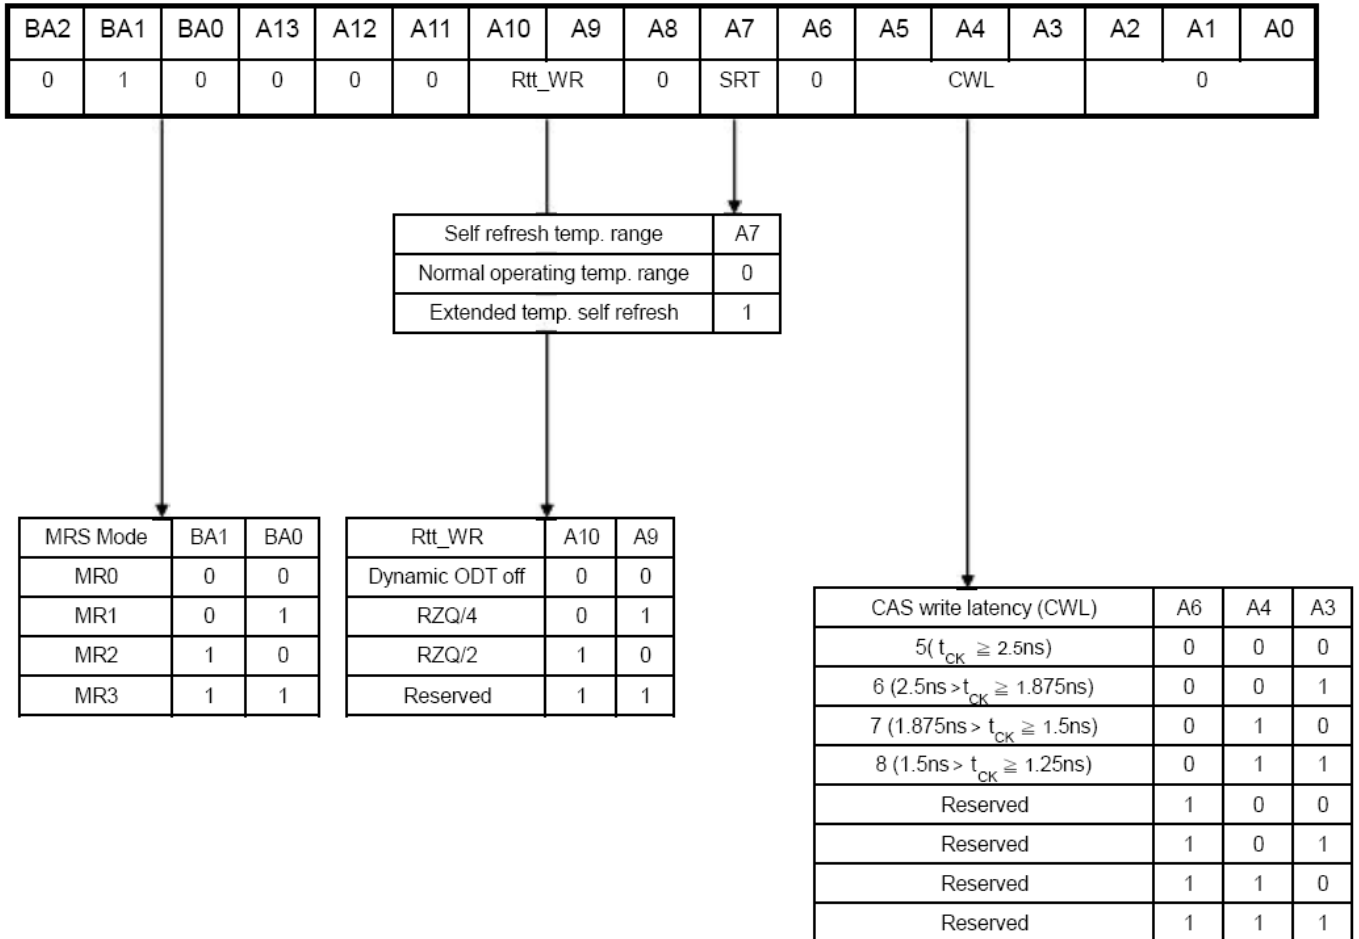 BA2 BA1 BA0 A13 A12 A11 A10 A9 A8 A7 A6 A5 A4 A3 A2 A1 A0
0 1 0 0 0 0 Rtt_WR 0 SRT 0 CWL 0
Self refresh temp. range A7
Normal operating temp. range 0
Extended temp. self refresh 1
MRS Mode BA1 BA0
MR0 0 0
MR1 0 1
MR2 1 0
MR3 1 1
Rtt_WR A10 A9
Dynamic ODT off 0 0
RZQ/4 0 1
RZQ/2 1 0
Reserved 1 1
CAS write latency (CWL) A6 A4 A3
5( tCK ≧ 2.5ns) 0 0 0
6 (2.5ns >tCK ≧ 1.875ns) 0 0 1
7 (1.875ns > tCK ≧ 1.5ns) 0 1 0
8 (1.5ns > tCK ≧ 1.25ns) 0 1 1
Reserved 1 0 0
Reserved 1 0 1
Reserved 1 1 0
Reserved 1 1 1